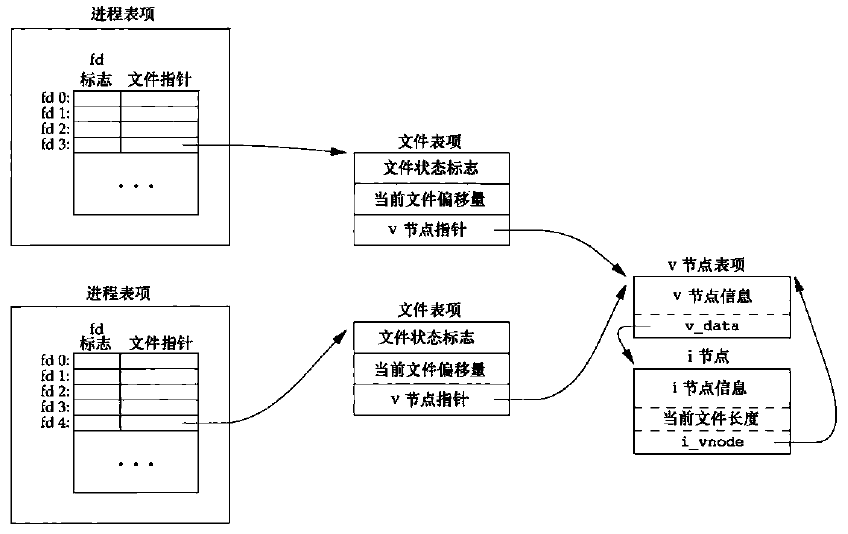 进程表项
fd
标志 文件指针
fd 0:
fd 1:
fd 2:
fd 3:
...
文件表项
文件状态标志
当前文件偏移量
v 节点指针
进程表项
fd
标志 文件指针
fd 0:
fd 1:
fd 2:
fd 3:
fd 4:
...
文件表项
文件状态标志
当前文件偏移量
v 节点指针
v 节点表项
v 节点信息
v_data
i 节点
i 节点信息
当前文件长度
i_vnode